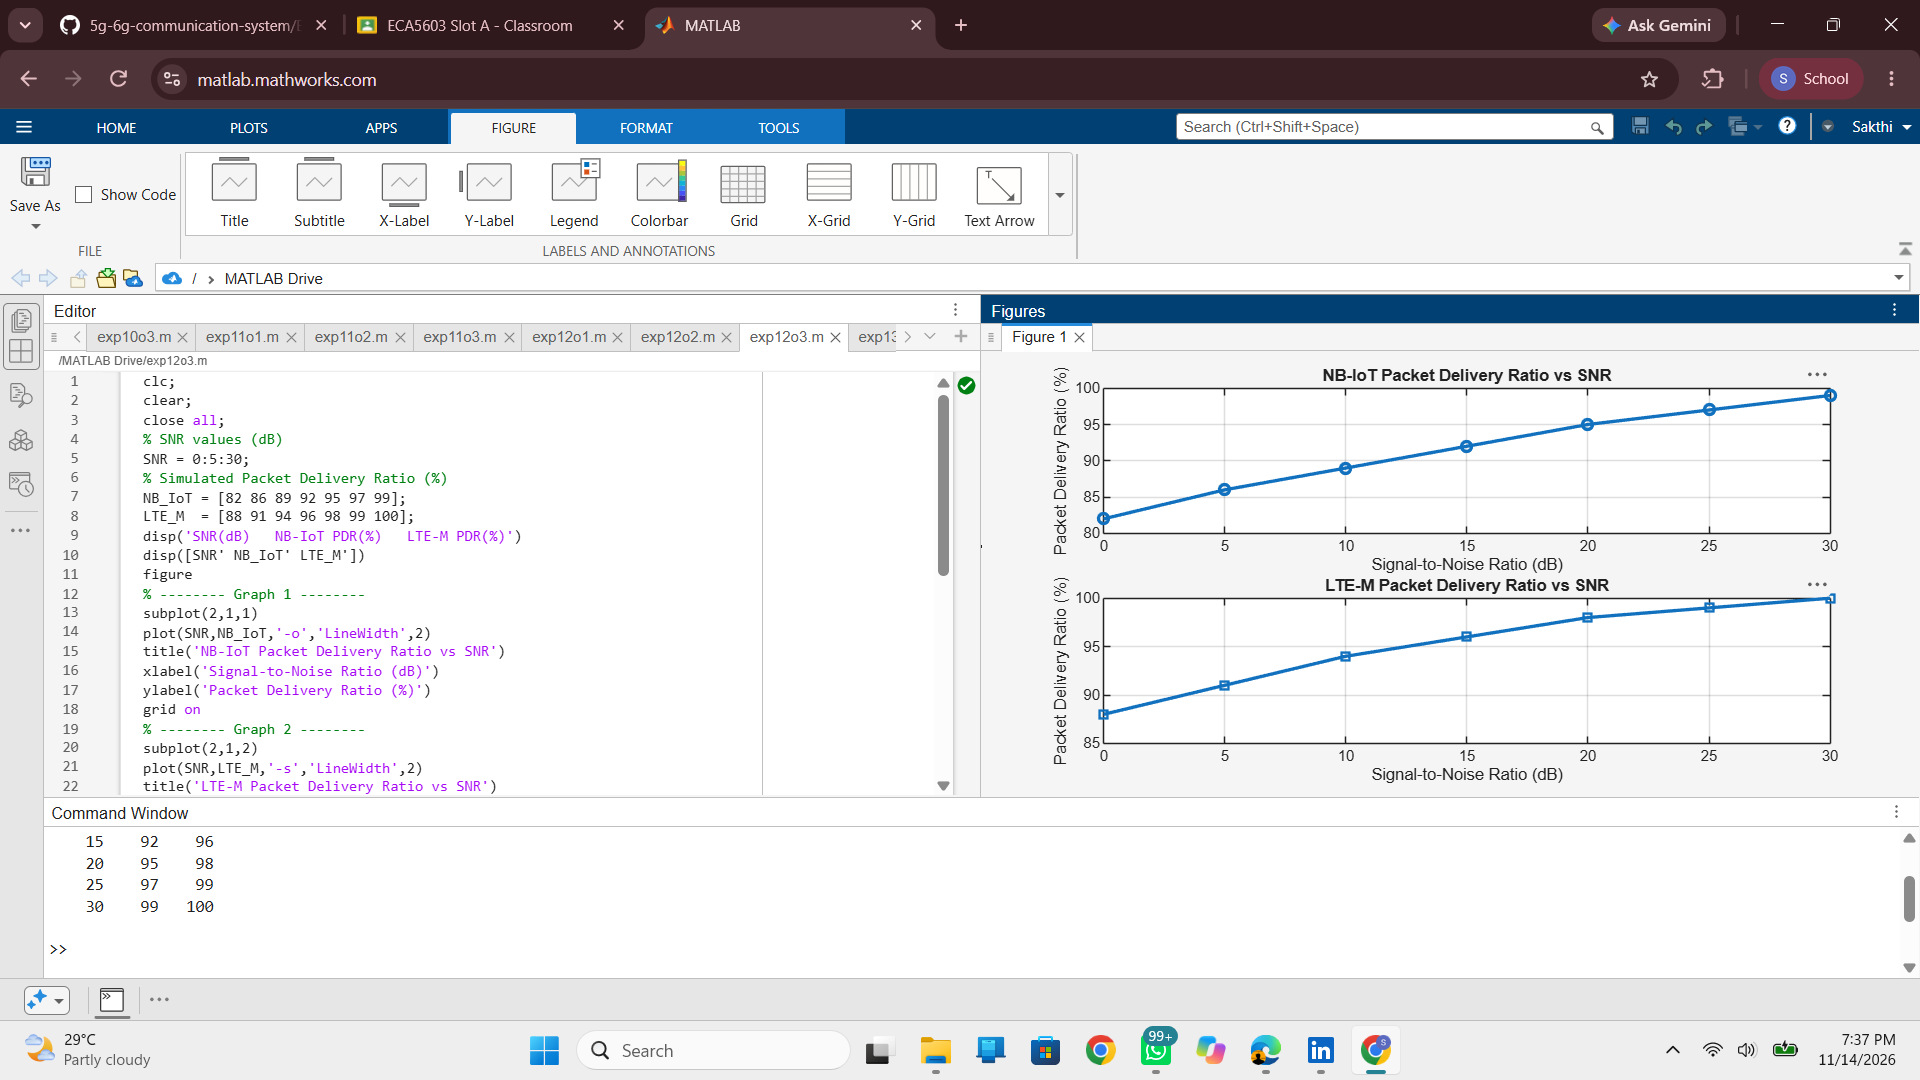 5g-6g-communication-system/
ECA5603 Slot A - Classroom
MATLAB
Ask Gemini
matlab.mathworks.com
S School
HOME PLOTS APPS FIGURE FORMAT TOOLS
Search (Ctrl+Shift+Space)
Sakthi
Save As
Show Code
Title Subtitle X-Label Y-Label Legend Colorbar Grid X-Grid Y-Grid Text Arrow
FILE
LABELS AND ANNOTATIONS
/ > MATLAB Drive
Editor
exp10o3.m exp11o1.m exp11o2.m exp11o3.m exp12o1.m exp12o2.m exp12o3.m exp13
/MATLAB Drive/exp12o3.m
1 clc;
2 clear;
3 close all;
4 % SNR values (dB)
5 SNR = 0:5:30;
6 % Simulated Packet Delivery Ratio (%)
7 NB_IoT = [82 86 89 92 95 97 99];
8 LTE_M  = [88 91 94 96 98 99 100];
9 disp('SNR(dB)   NB-IoT PDR(%)   LTE-M PDR(%)')
10 disp([SNR' NB_IoT' LTE_M'])
11 figure
12 % -------- Graph 1 --------
13 subplot(2,1,1)
14 plot(SNR,NB_IoT,'-o','LineWidth',2)
15 title('NB-IoT Packet Delivery Ratio vs SNR')
16 xlabel('Signal-to-Noise Ratio (dB)')
17 ylabel('Packet Delivery Ratio (%)')
18 grid on
19 % -------- Graph 2 --------
20 subplot(2,1,2)
21 plot(SNR,LTE_M,'-s','LineWidth',2)
22 title('LTE-M Packet Delivery Ratio vs SNR')
Figures
Figure 1
NB-IoT Packet Delivery Ratio vs SNR
Packet Delivery Ratio (%)
100
95
90
85
80
0 5 10 15 20 25 30
Signal-to-Noise Ratio (dB)
LTE-M Packet Delivery Ratio vs SNR
Packet Delivery Ratio (%)
100
95
90
85
0 5 10 15 20 25 30
Signal-to-Noise Ratio (dB)
Command Window
15 92 96
20 95 98
25 97 99
30 99 100
>>
29°C
Partly cloudy
Search
99+
7:37 PM
11/14/2026